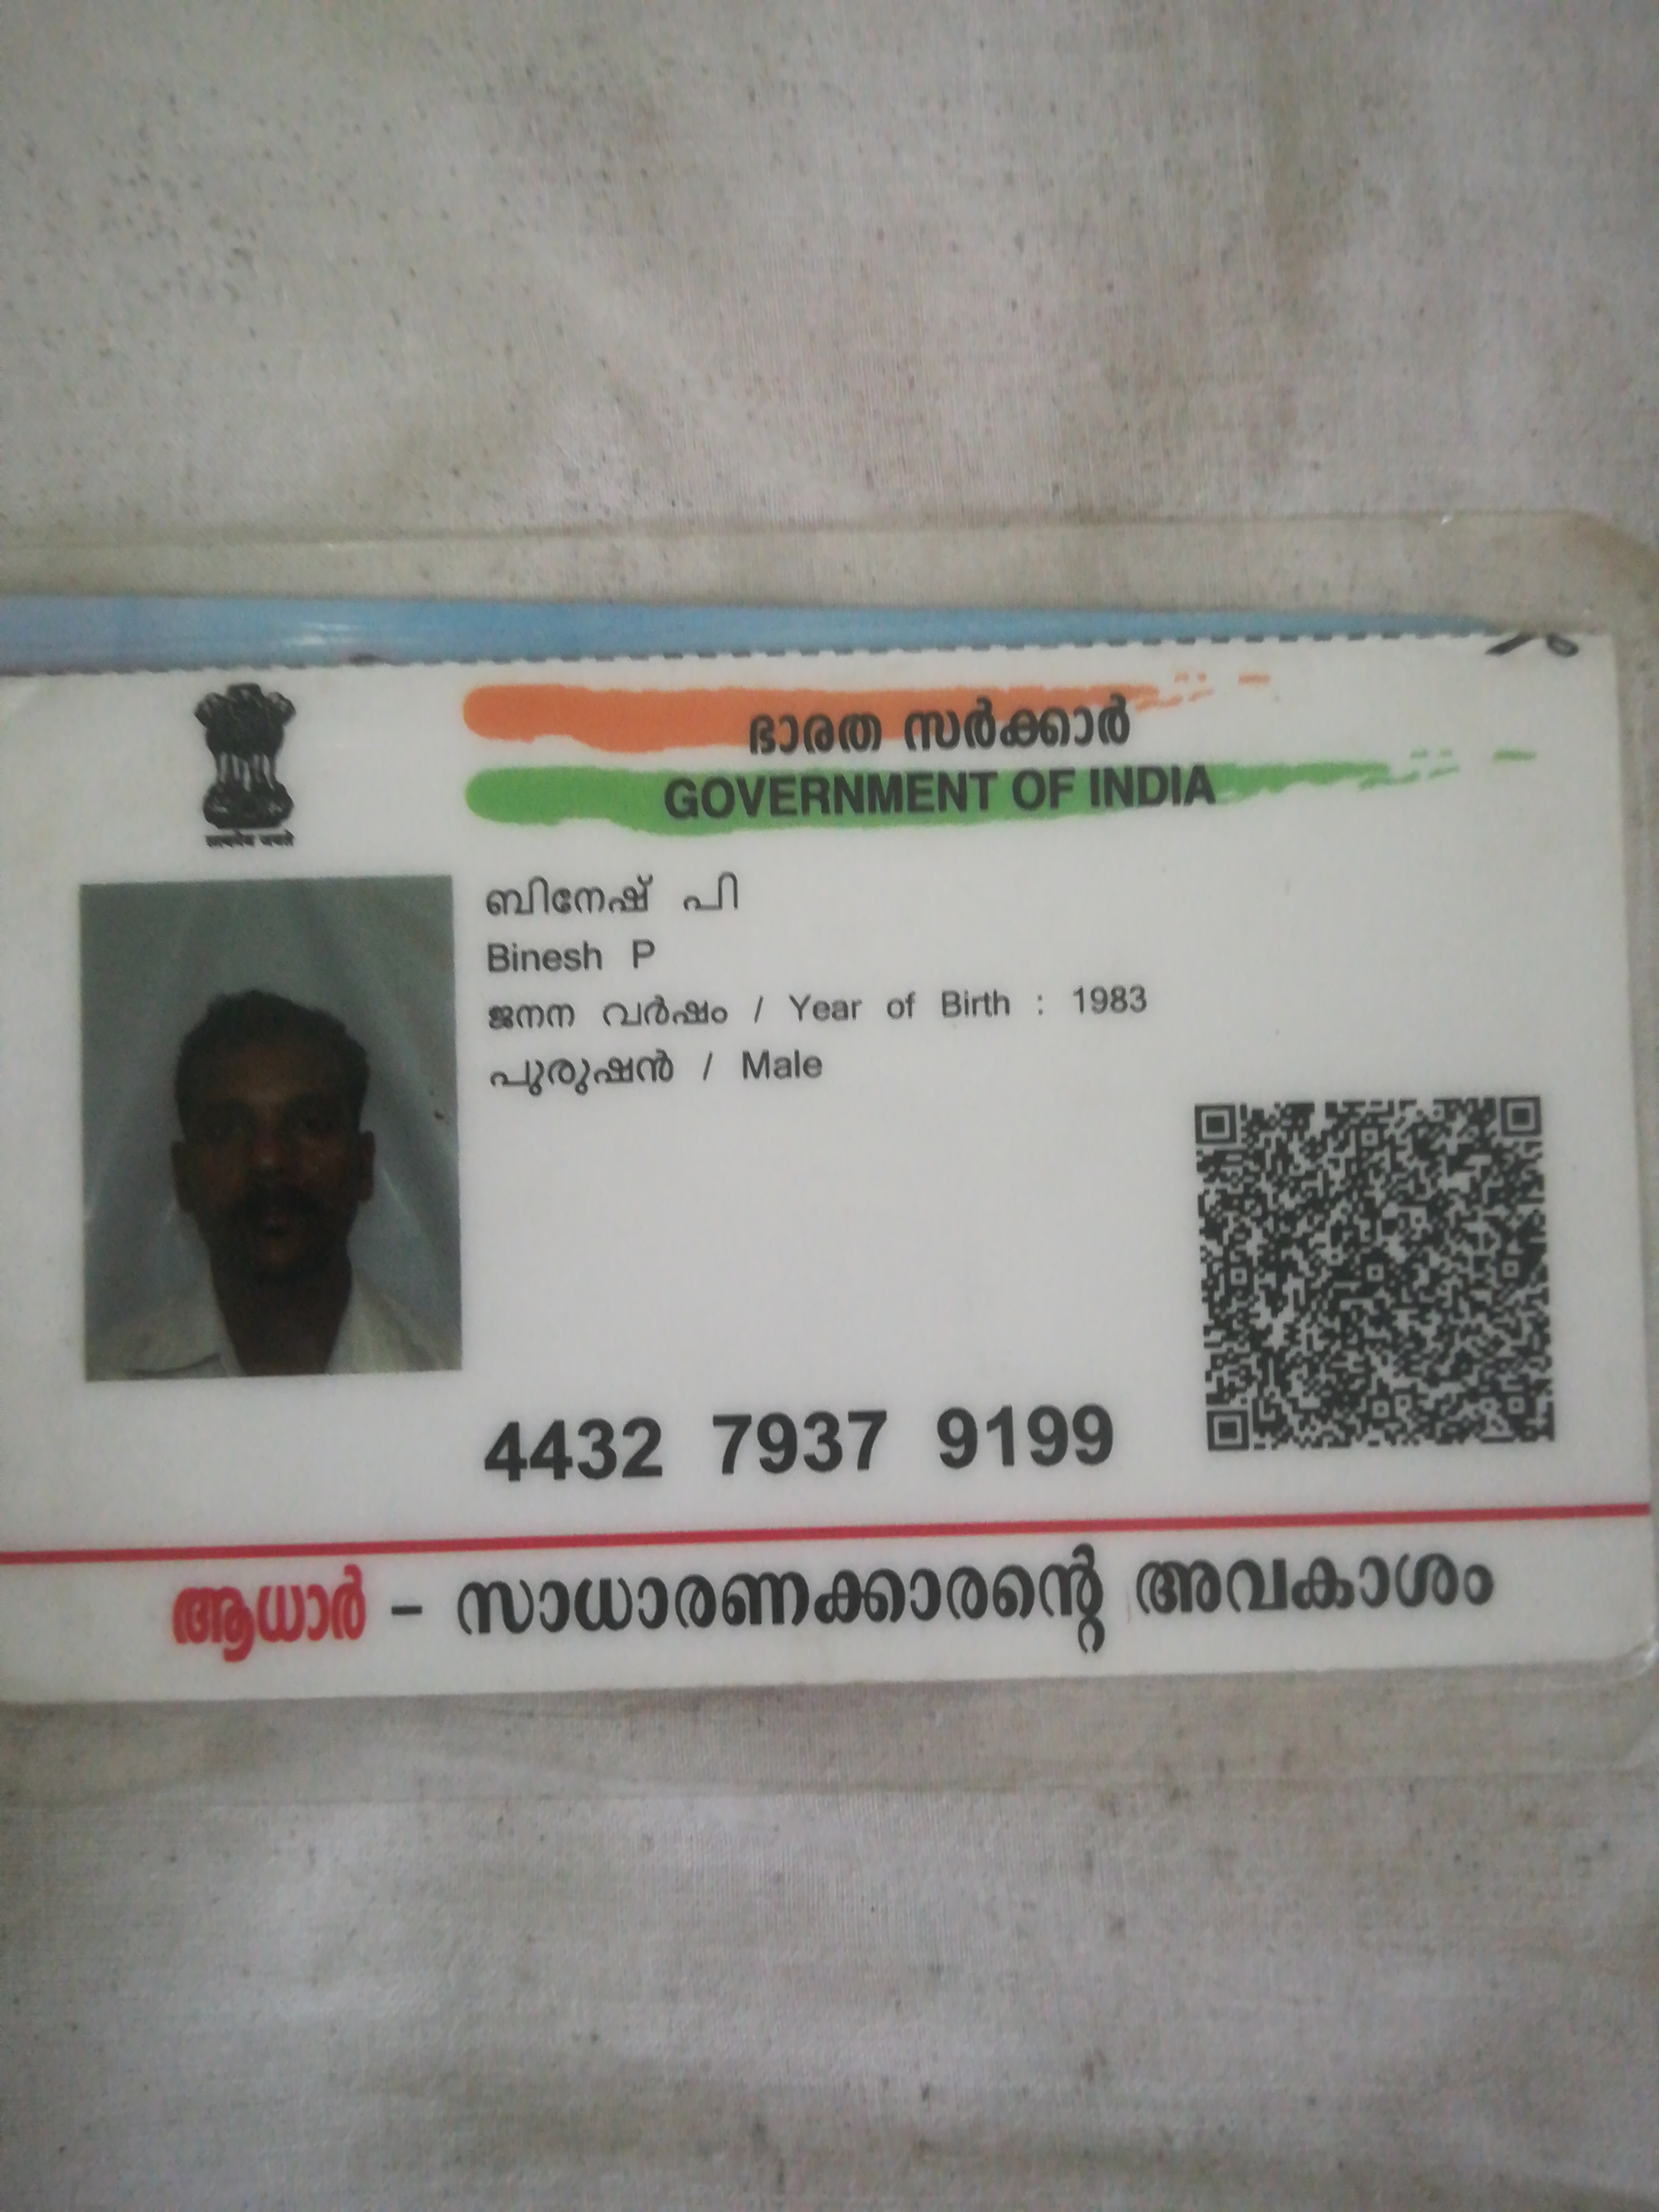 ഭാരത സർക്കാർ
GOVERNMENT OF INDIA
सत्यमेव जयते
ബിനേഷ് പി
Binesh P
ജനന വർഷം / Year of Birth : 1983
പുരുഷൻ / Male
4432 7937 9199
ആധാർ – സാധാരണക്കാരന്റെ അവകാശം